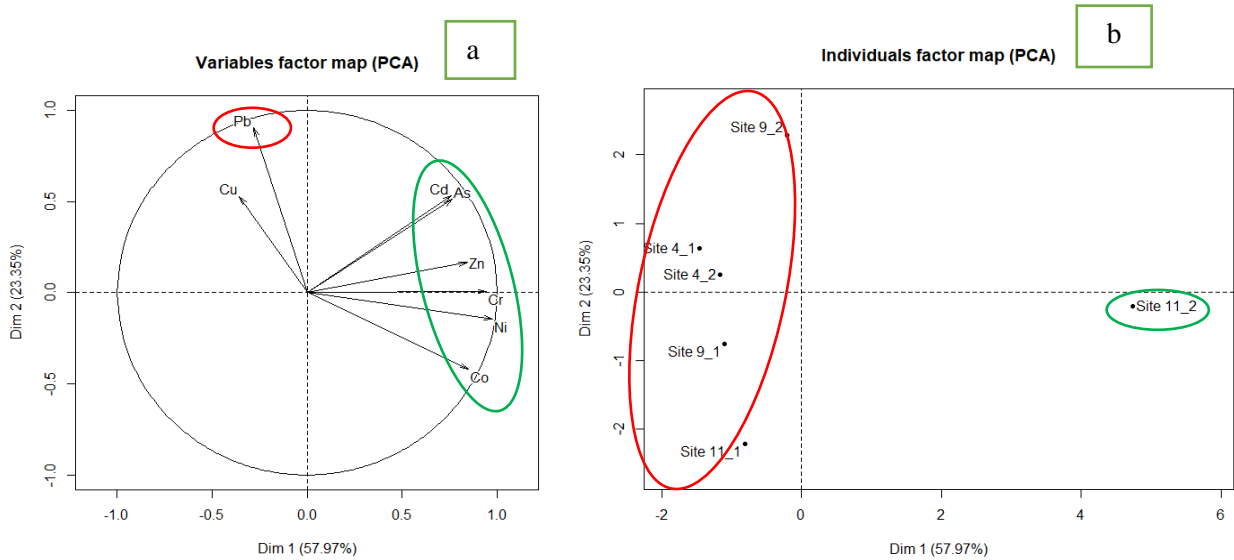 a
Variables factor map (PCA)
Dim 2 (23.35%)
1.0
0.5
0.0
-0.5
-1.0
Pb
Cu
Cd
As
Zn
Cr
Ni
Co
-1.0
-0.5
0.0
0.5
1.0
Dim 1 (57.97%)
b
Individuals factor map (PCA)
Dim 2 (23.35%)
2
1
0
-1
-2
Site 9_2
Site 4_1
Site 4_2
Site 11_2
Site 9_1
Site 11_1
-2
0
2
4
6
Dim 1 (57.97%)